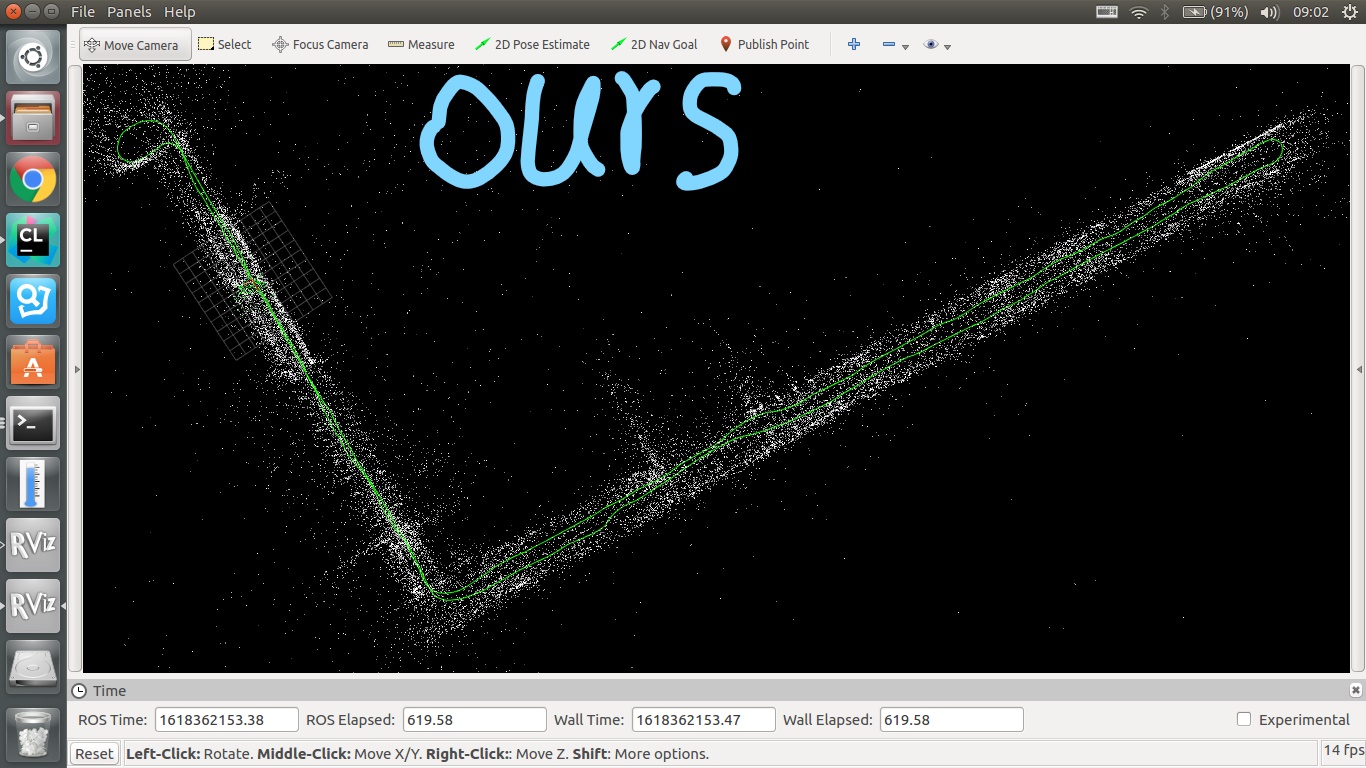 File Panels Help
(91%) 09:02
Move Camera Select Focus Camera Measure 2D Pose Estimate 2D Nav Goal Publish Point
ours
CL
A
>_
RViz
RViz
Time
ROS Time: 1618362153.38 ROS Elapsed: 619.58 Wall Time: 1618362153.47 Wall Elapsed: 619.58 Experimental
Reset Left-Click: Rotate. Middle-Click: Move X/Y. Right-Click:: Move Z. Shift: More options. 14 fps